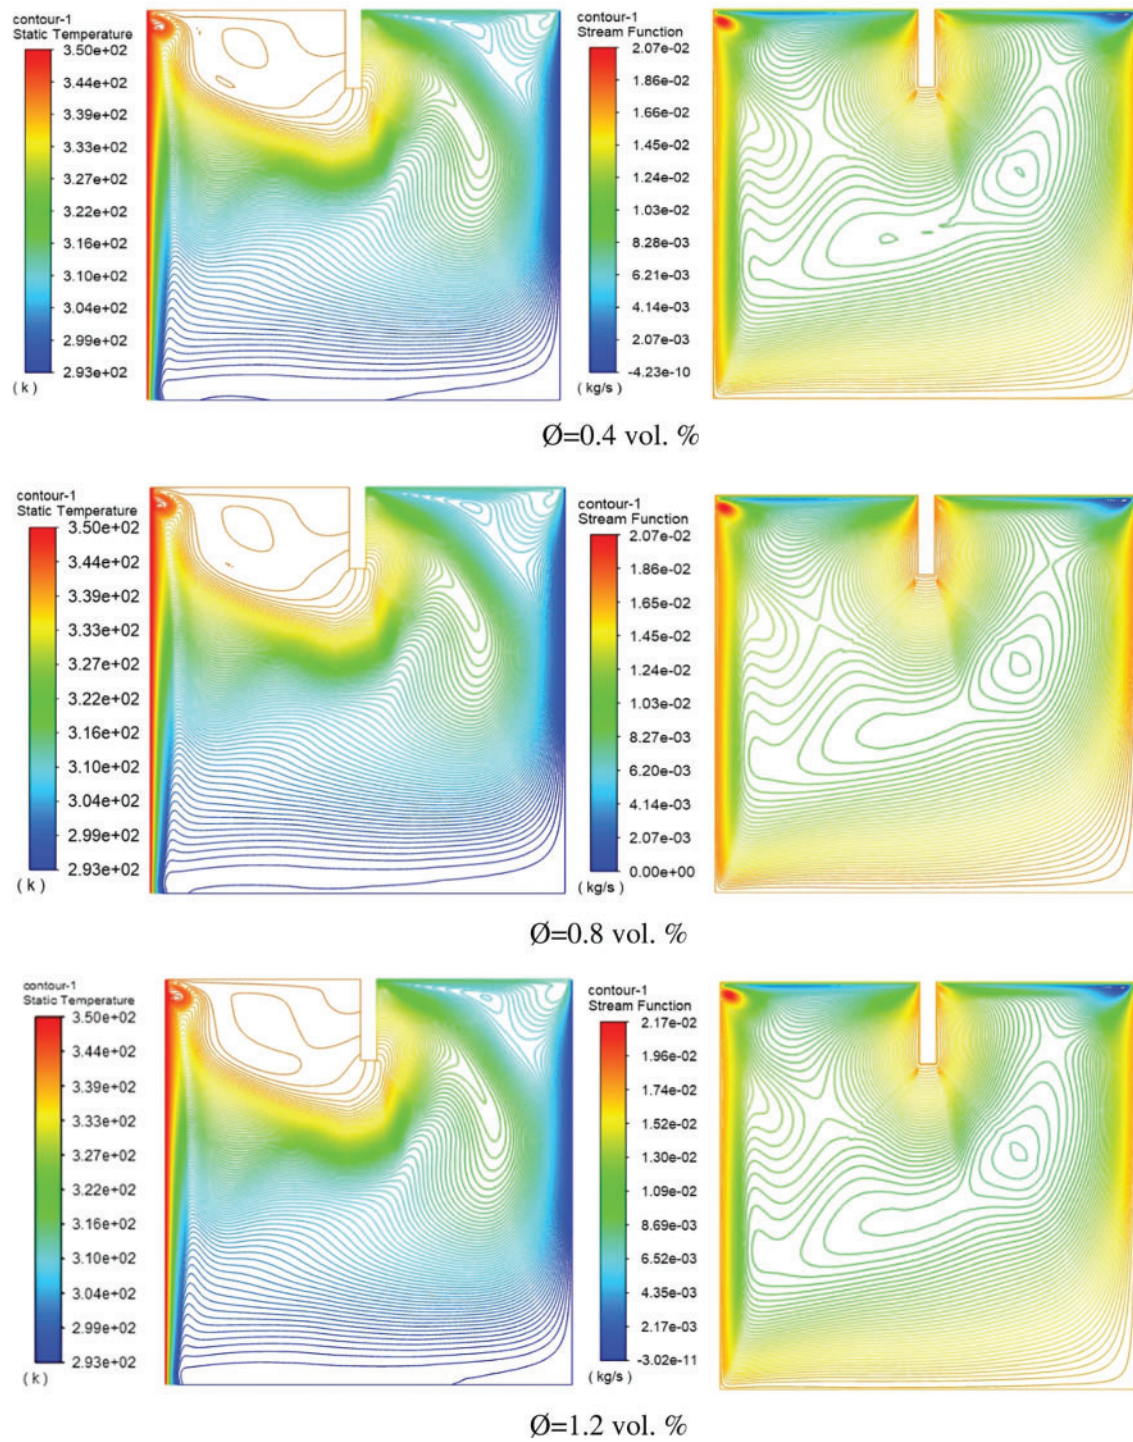 contour-1
Static Temperature
3.50e+02
3.44e+02
3.39e+02
3.33e+02
3.27e+02
3.22e+02
3.16e+02
3.10e+02
3.04e+02
2.99e+02
2.93e+02
( k )
contour-1
Stream Function
2.07e-02
1.86e-02
1.66e-02
1.45e-02
1.24e-02
1.03e-02
8.28e-03
6.21e-03
4.14e-03
2.07e-03
-4.23e-10
( kg/s )
Ø=0.4 vol. %
contour-1
Static Temperature
3.50e+02
3.44e+02
3.39e+02
3.33e+02
3.27e+02
3.22e+02
3.16e+02
3.10e+02
3.04e+02
2.99e+02
2.93e+02
( k )
contour-1
Stream Function
2.07e-02
1.86e-02
1.65e-02
1.45e-02
1.24e-02
1.03e-02
8.27e-03
6.20e-03
4.14e-03
2.07e-03
0.00e+00
( kg/s )
Ø=0.8 vol. %
contour-1
Static Temperature
3.50e+02
3.44e+02
3.39e+02
3.33e+02
3.27e+02
3.22e+02
3.16e+02
3.10e+02
3.04e+02
2.99e+02
2.93e+02
( k )
contour-1
Stream Function
2.17e-02
1.96e-02
1.74e-02
1.52e-02
1.30e-02
1.09e-02
8.69e-03
6.52e-03
4.35e-03
2.17e-03
-3.02e-11
( kg/s )
Ø=1.2 vol. %